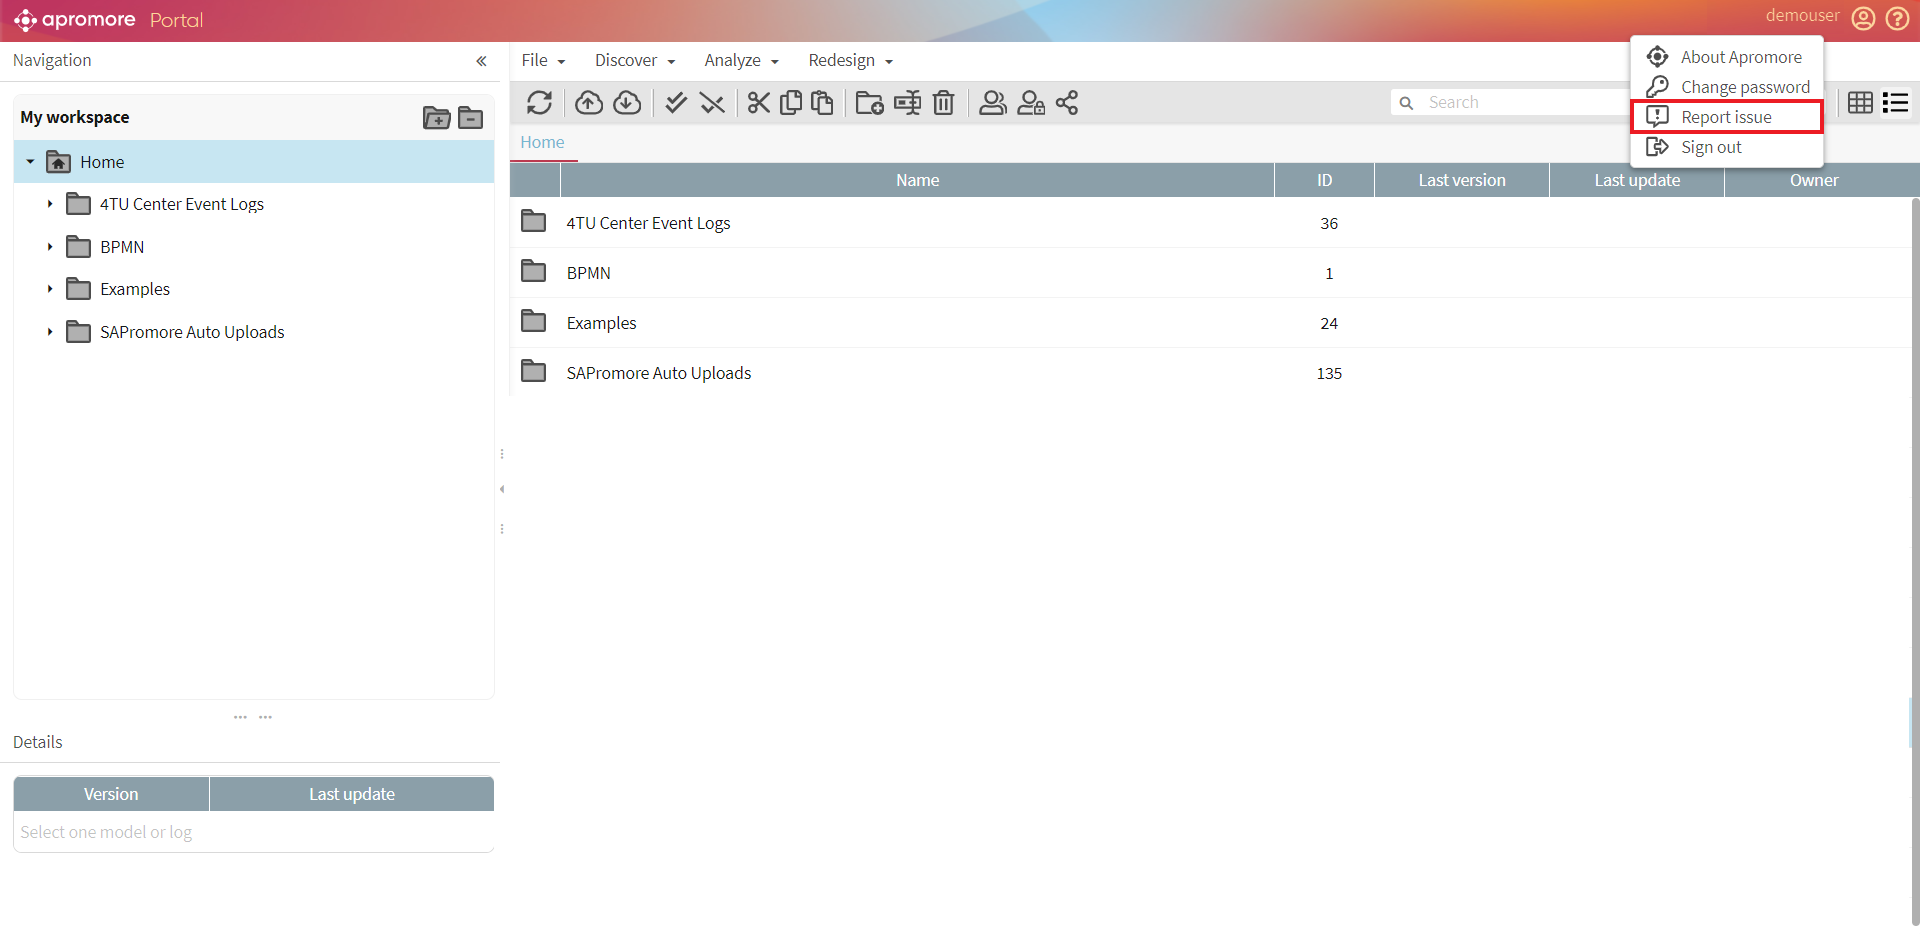 apromore Portal
demouser
Navigation
File
Discover
Analyze
Redesign
About Apromore
Change password
Report issue
Sign out
My workspace
Search
Home
4TU Center Event Logs
BPMN
Examples
SAPromore Auto Uploads
Home
Name ID Last version Last update Owner
4TU Center Event Logs 36
BPMN 1
Examples 24
SAPromore Auto Uploads 135
Details
Version Last update
Select one model or log